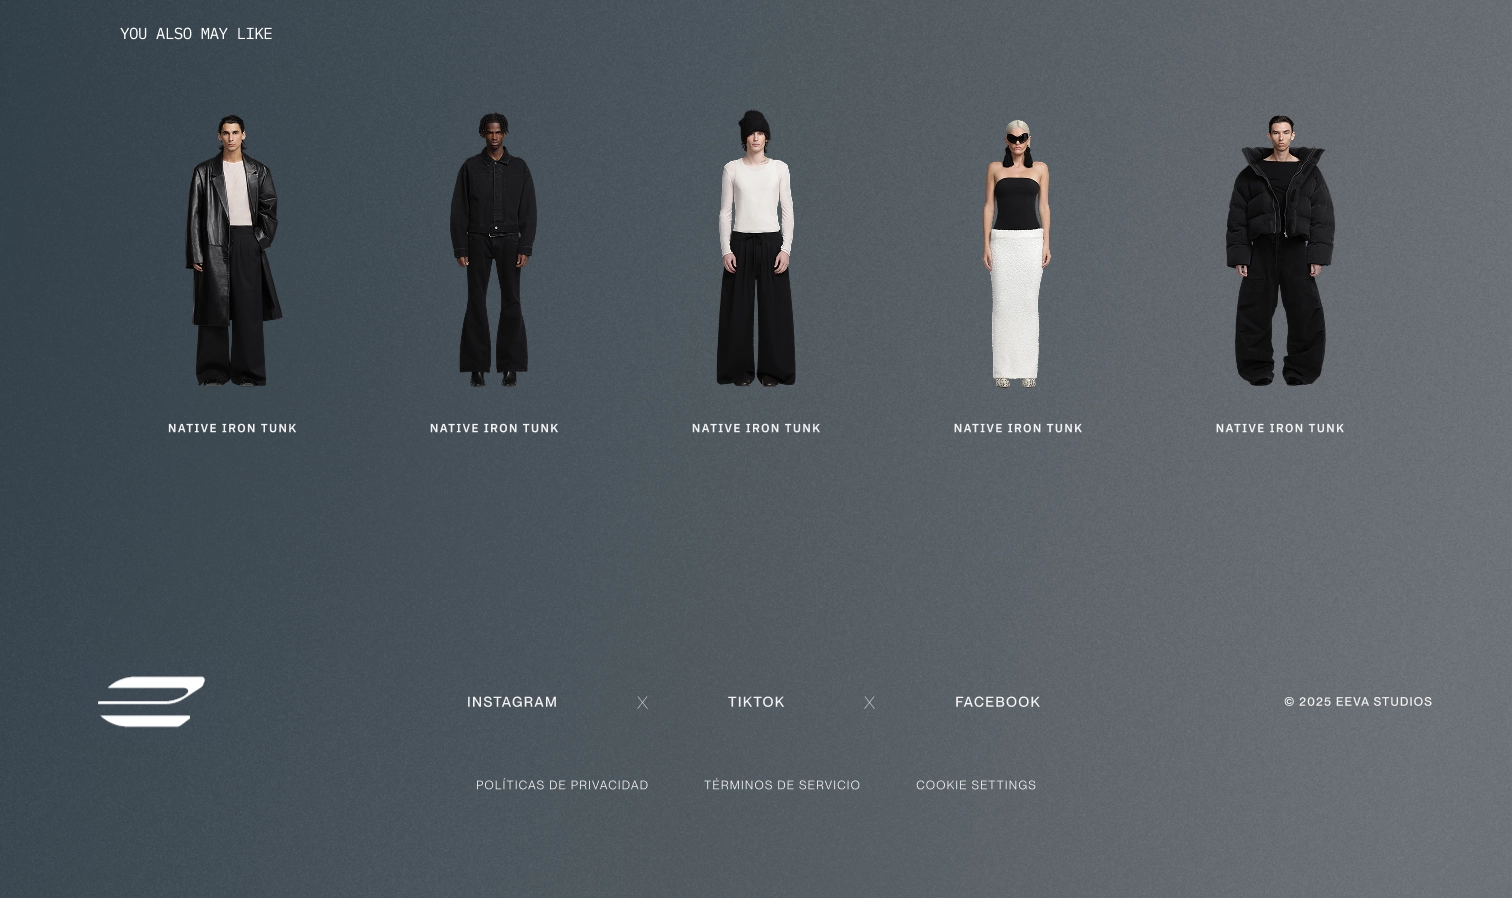 YOU ALSO MAY LIKE
NATIVE IRON TUNK
NATIVE IRON TUNK
NATIVE IRON TUNK
NATIVE IRON TUNK
NATIVE IRON TUNK
INSTAGRAM X TIKTOK X FACEBOOK
© 2025 EEVA STUDIOS
POLÍTICAS DE PRIVACIDAD TÉRMINOS DE SERVICIO COOKIE SETTINGS